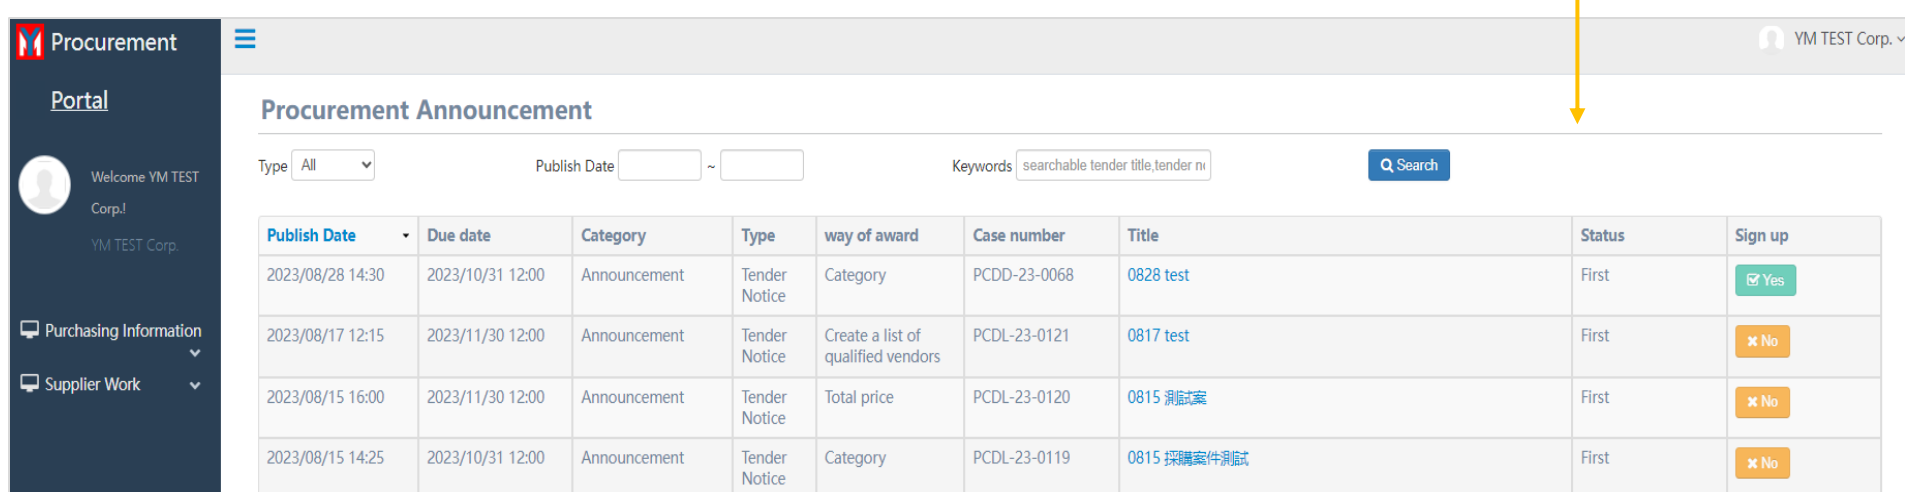 Procurement
Portal
YM TEST Corp.
Welcome YM TEST
Corp.!
YM TEST Corp.
Purchasing Information
Supplier Work
Procurement Announcement
Type All Publish Date ~ Keywords searchable tender title,tender Search
Publish Date Due date Category Type way of award Case number Title Status Sign up
2023/08/28 14:30 2023/10/31 12:00 Announcement Tender Category PCDD-23-0068 0828 test First Yes
Notice
2023/08/17 12:15 2023/11/30 12:00 Announcement Tender Create a list of PCDL-23-0121 0817 test First No
Notice qualified vendors
2023/08/15 16:00 2023/11/30 12:00 Announcement Tender Total price PCDL-23-0120 0815 測試案 First No
Notice
2023/08/15 14:25 2023/10/31 12:00 Announcement Tender Category PCDL-23-0119 0815 採購案件測試 First No
Notice